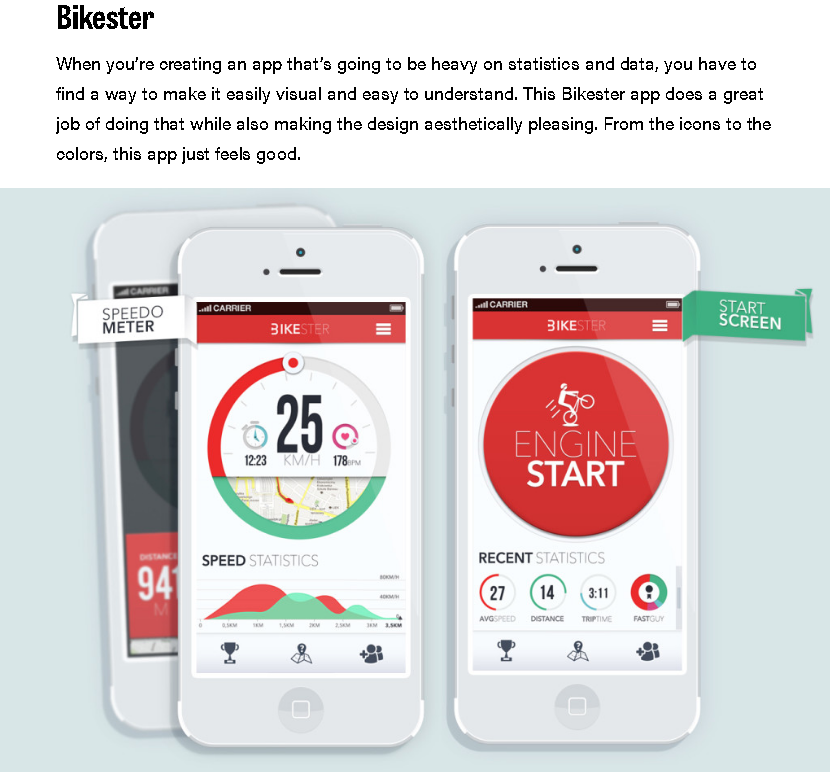 Bikester
When you're creating an app that's going to be heavy on statistics and data, you have to
find a way to make it easily visual and easy to understand. This Bikester app does a great
job of doing that while also making the design aesthetically pleasing. From the icons to the
colors, this app just feels good.
CARRIER
SPEEDO
METER
DISTANCE
941
M
CARRIER
BIKESTER
25
KM/H
12:23
178BPM
SPEED STATISTICS
80KM/H
40KM/H
0
0,5KM 1KM 1,5KM 2KM 2,5KM 3KM 3,5KM
CARRIER
START
SCREEN
BIKESTER
ENGINE
START
RECENT STATISTICS
27 14 3:11
AVGSPEED DISTANCE TRIPTIME FASTGUY